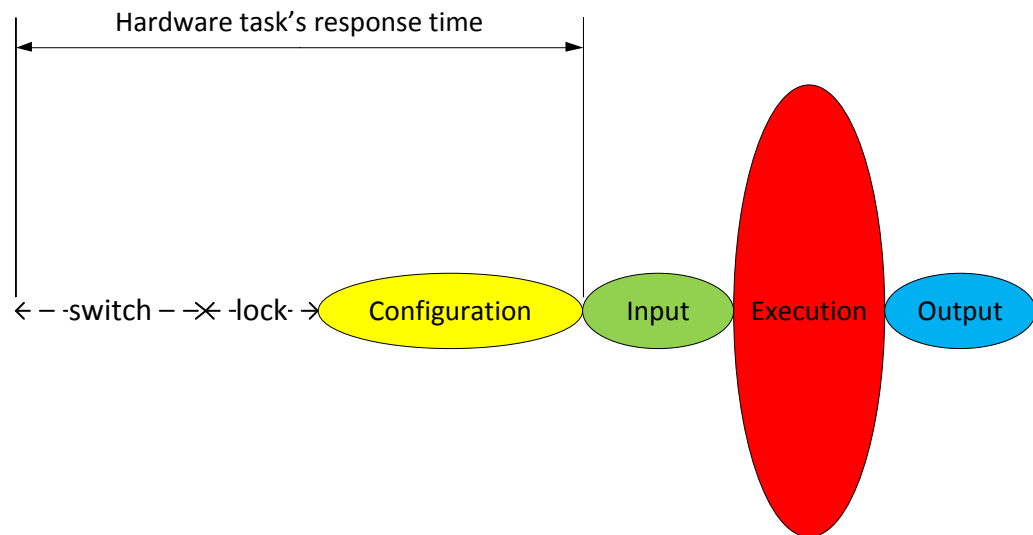 Hardware task's response time
switch
lock
Configuration
Input
Execution
Output